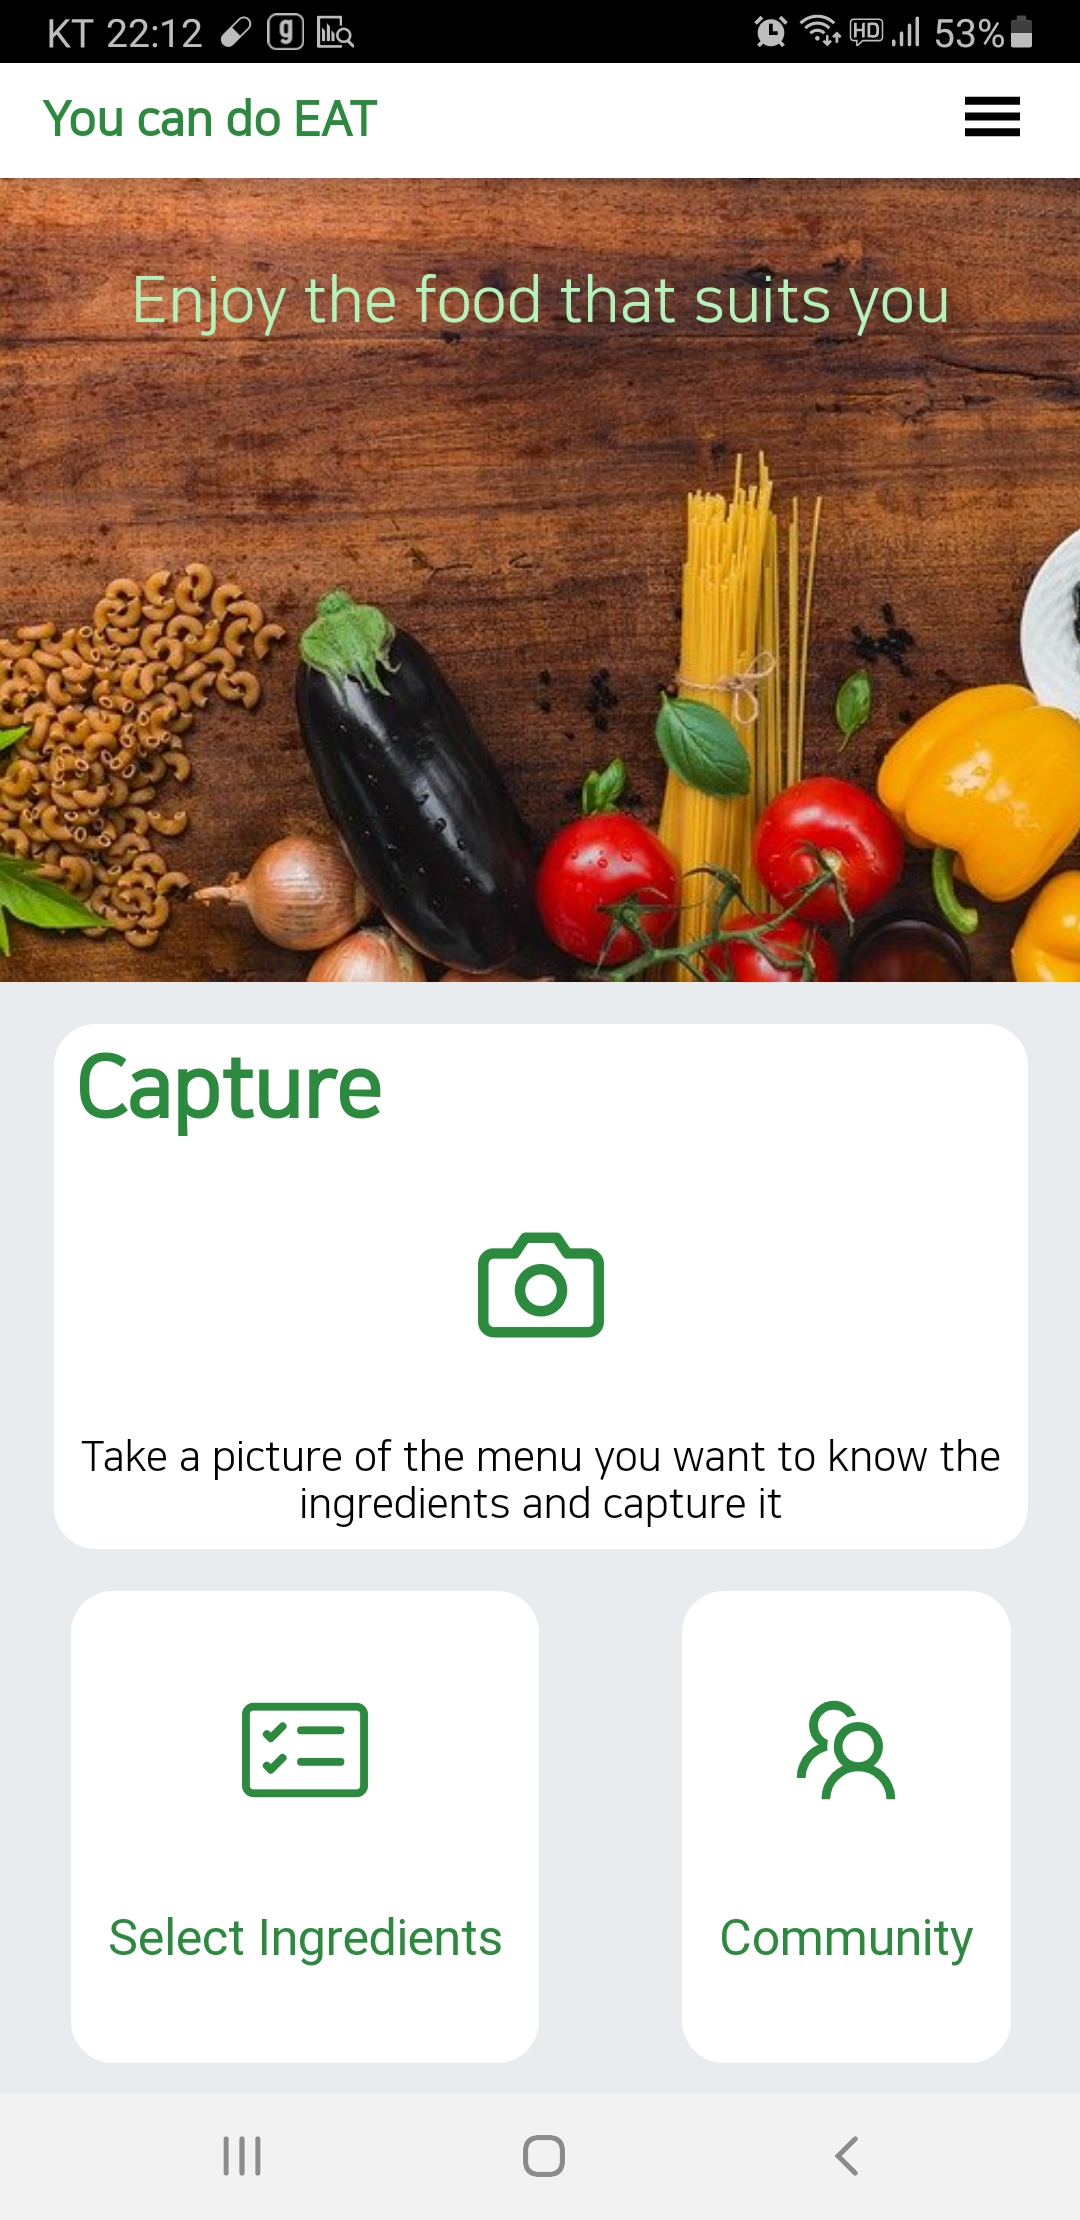 KT 22:12 g HD 53%
You can do EAT
Enjoy the food that suits you
Capture
Take a picture of the menu you want to know the
ingredients and capture it
Select Ingredients
Community